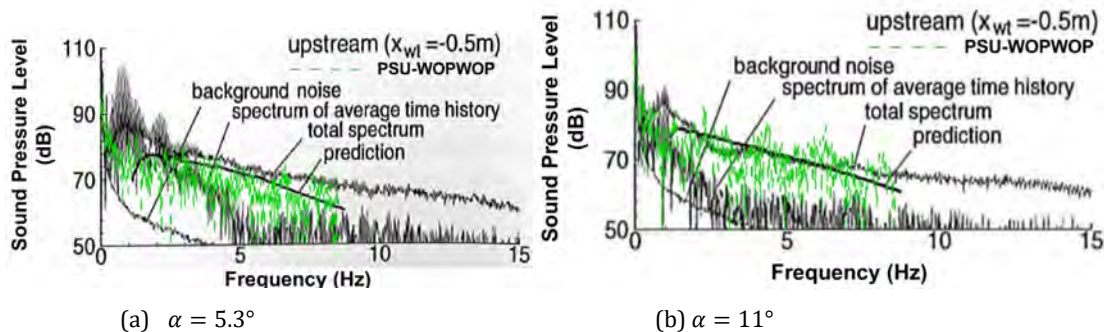 110
90
70
50
0
5
10
15
Sound Pressure Level
(dB)
Frequency (Hz)
upstream (x_wt =-0.5m)
PSU-WOPWOP
background noise
spectrum of average time history
total spectrum
prediction
(a) α = 5.3°
110
90
70
50
0
5
10
15
Sound Pressure Level
(dB)
Frequency (Hz)
upstream (x_wt =-0.5m)
PSU-WOPWOP
background noise
spectrum of average time history
total spectrum
prediction
(b) α = 11°